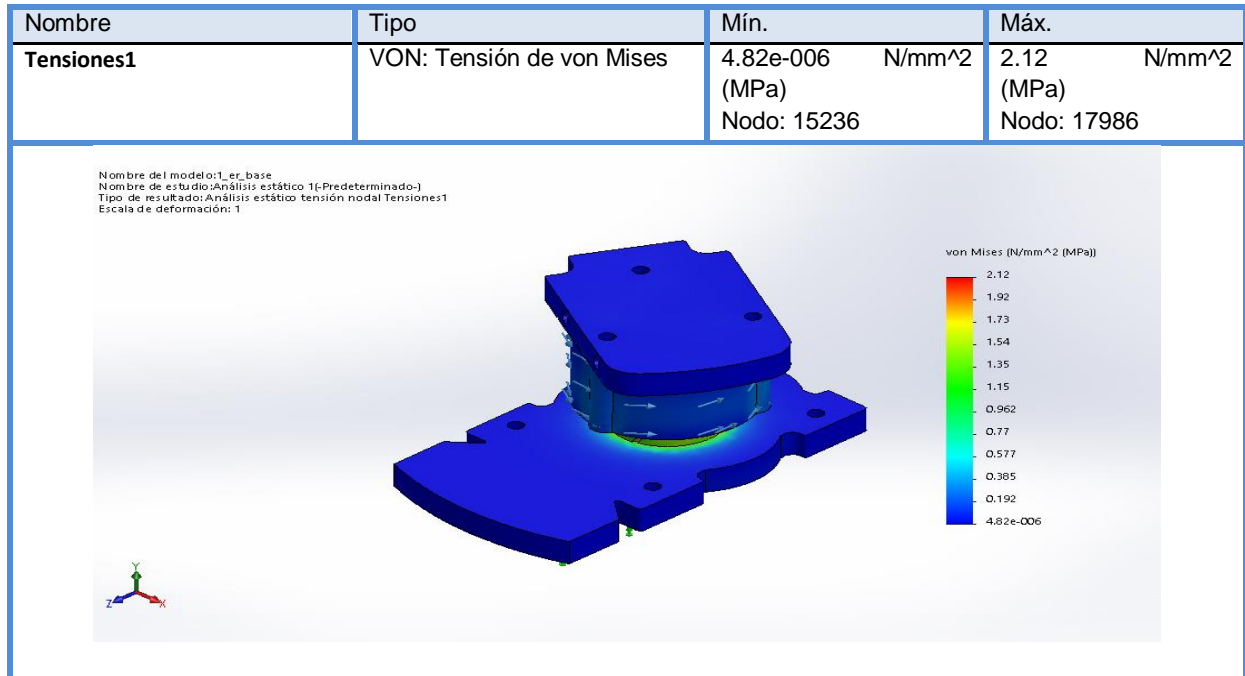 Nombre Tipo Mín. Máx.
Tensiones1 VON: Tensión de von Mises 4.82e-006 N/mm^2 2.12 N/mm^2
(MPa) (MPa)
Nodo: 15236 Nodo: 17986
Nombre del modelo:1_er_base
Nombre de estudio:Análisis estático 1(-Predeterminado-)
Tipo de resultado: Análisis estático tensión nodal Tensiones1
Escala de deformación: 1
von Mises (N/mm^2 (MPa))
2.12
1.92
1.73
1.54
1.35
1.15
0.962
0.77
0.577
0.385
0.192
4.82e-006
Y
Z X